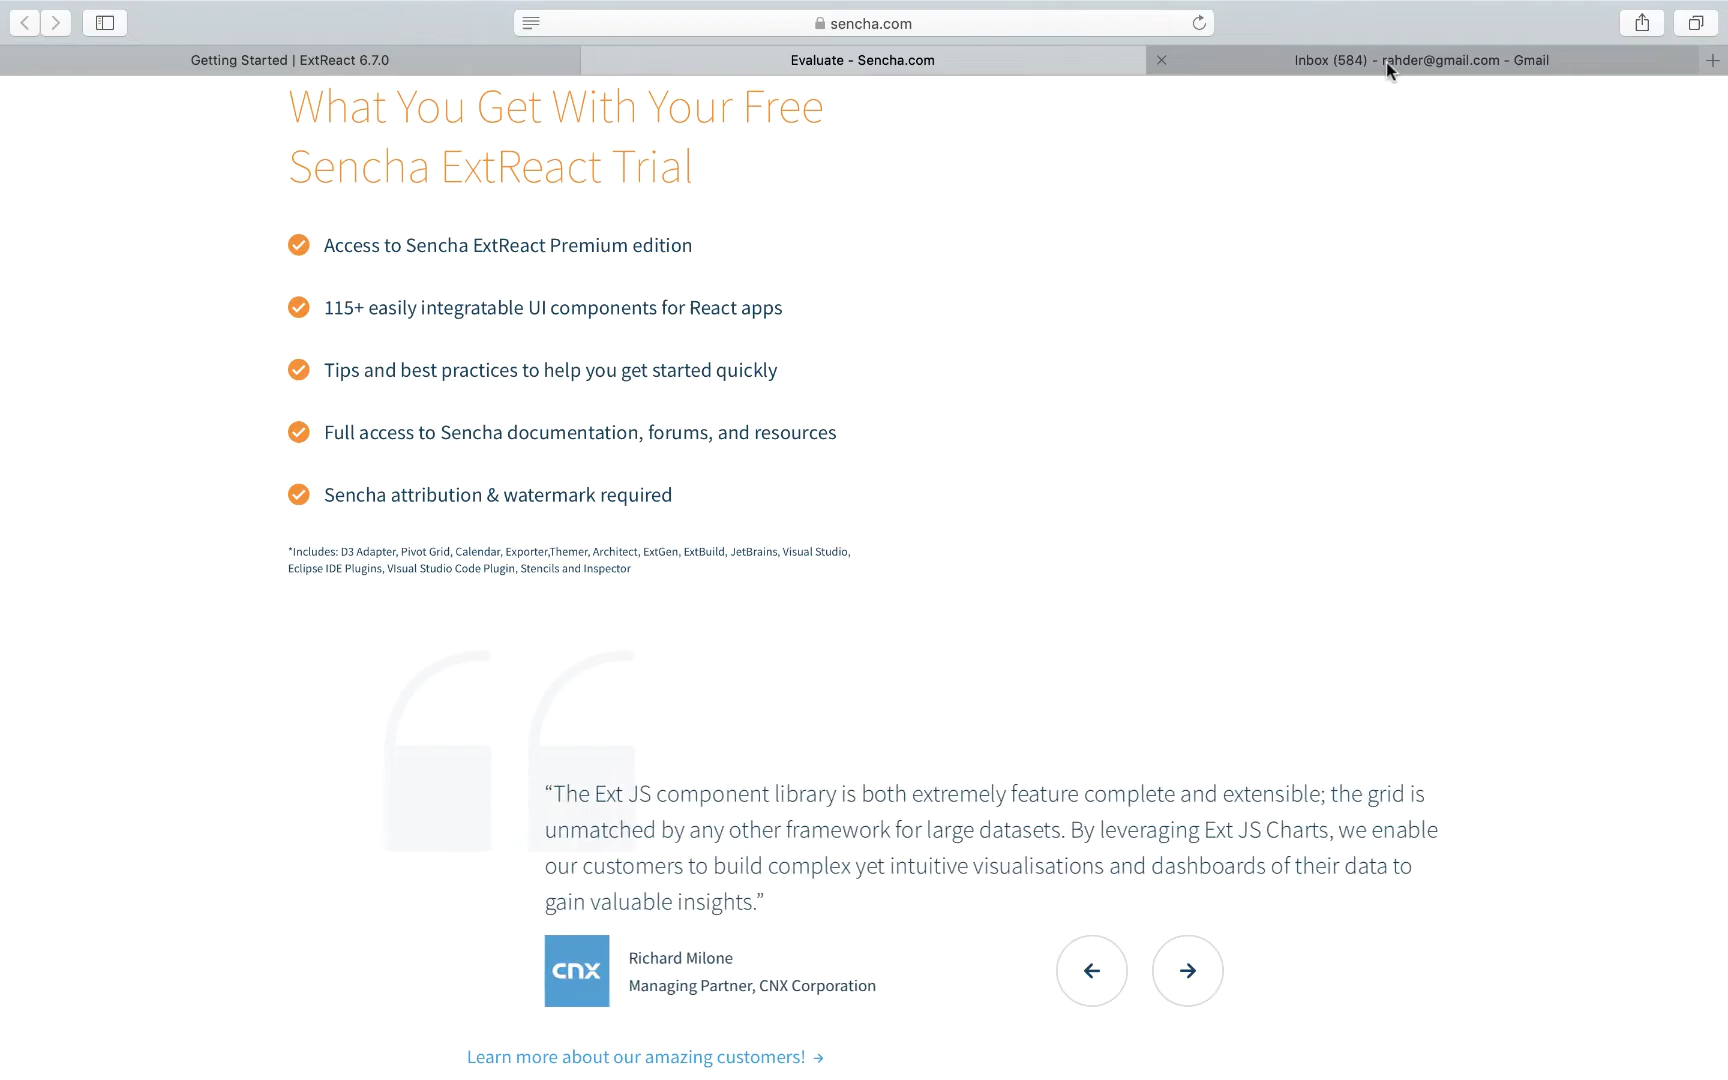 sencha.com
Getting Started | ExtReact 6.7.0
Evaluate - Sencha.com
Inbox (584) - rahder@gmail.com - Gmail
What You Get With Your Free
Sencha ExtReact Trial
Access to Sencha ExtReact Premium edition
115+ easily integratable UI components for React apps
Tips and best practices to help you get started quickly
Full access to Sencha documentation, forums, and resources
Sencha attribution & watermark required
*Includes: D3 Adapter, Pivot Grid, Calendar, Exporter,Themer, Architect, ExtGen, ExtBuild, JetBrains, Visual Studio,
Eclipse IDE Plugins, VIsual Studio Code Plugin, Stencils and Inspector
“The Ext JS component library is both extremely feature complete and extensible; the grid is
unmatched by any other framework for large datasets. By leveraging Ext JS Charts, we enable
our customers to build complex yet intuitive visualisations and dashboards of their data to
gain valuable insights.”
cnx
Richard Milone
Managing Partner, CNX Corporation
Learn more about our amazing customers! →